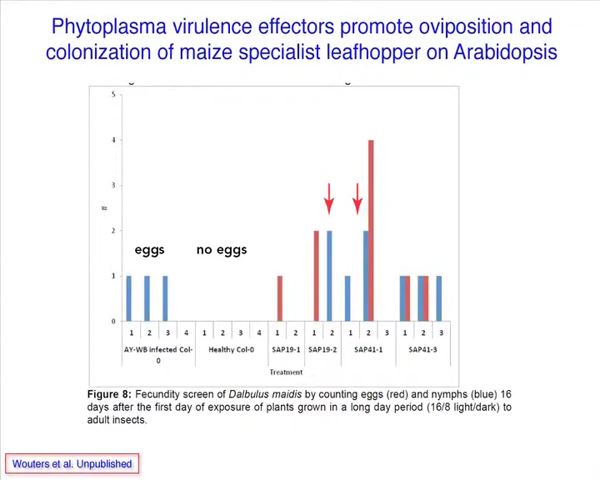 Phytoplasma virulence effectors promote oviposition and
colonization of maize specialist leafhopper on Arabidopsis
5
4
3
2
1
0
#
eggs
no eggs
1 2 3 4 1 2 3 4 1 2 1 2 1 2 3 1 2 3
AY-WB infected Col-0 Healthy Col-0 SAP19-1 SAP19-2 SAP41-1 SAP41-3
Treatment
Figure 8: Fecundity screen of Dalbulus maidis by counting eggs (red) and nymphs (blue) 16
days after the first day of exposure of plants grown in a long day period (16/8 light/dark) to
adult insects.
Wouters et al. Unpublished